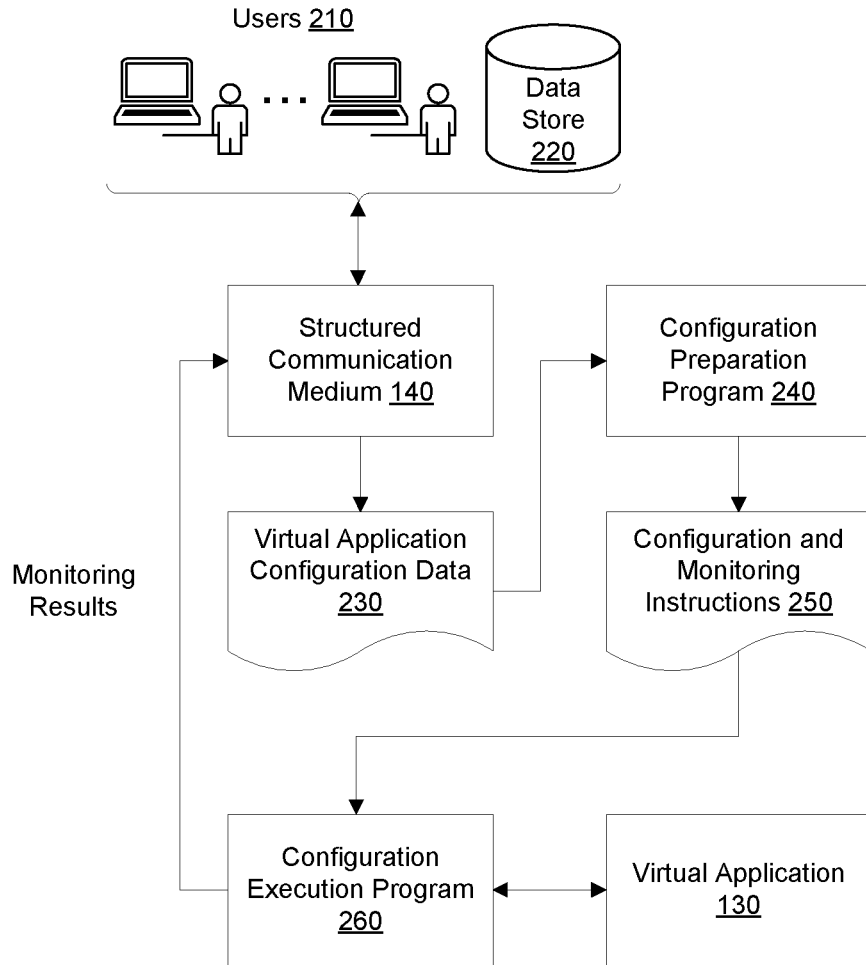 Users 210
Data
Store
220
Structured
Communication
Medium 140
Configuration
Preparation
Program 240
Virtual Application
Configuration Data
230
Configuration and
Monitoring
Instructions 250
Monitoring
Results
Configuration
Execution Program
260
Virtual Application
130